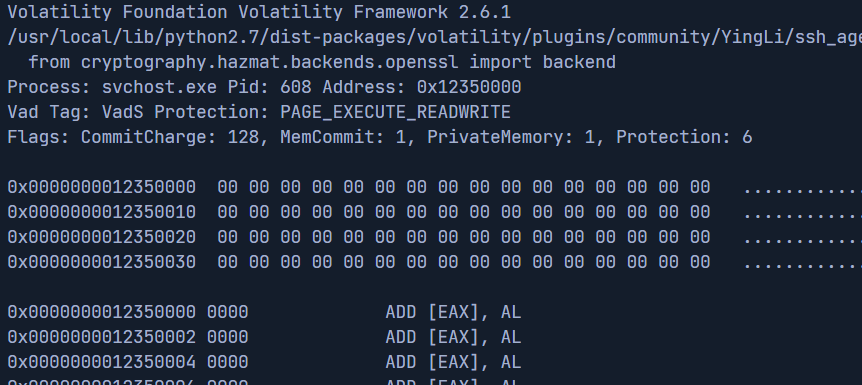 Volatility Foundation Volatility Framework 2.6.1
/usr/local/lib/python2.7/dist-packages/volatility/plugins/community/YingLi/ssh_age
  from cryptography.hazmat.backends.openssl import backend
Process: svchost.exe Pid: 608 Address: 0x12350000
Vad Tag: VadS Protection: PAGE_EXECUTE_READWRITE
Flags: CommitCharge: 128, MemCommit: 1, PrivateMemory: 1, Protection: 6

0x0000000012350000  00 00 00 00 00 00 00 00 00 00 00 00 00 00 00 00   ............
0x0000000012350010  00 00 00 00 00 00 00 00 00 00 00 00 00 00 00 00   ............
0x0000000012350020  00 00 00 00 00 00 00 00 00 00 00 00 00 00 00 00   ............
0x0000000012350030  00 00 00 00 00 00 00 00 00 00 00 00 00 00 00 00   ............

0x0000000012350000 0000             ADD [EAX], AL
0x0000000012350002 0000             ADD [EAX], AL
0x0000000012350004 0000             ADD [EAX], AL
0x0000000012350006 0000             ADD [EAX], AL